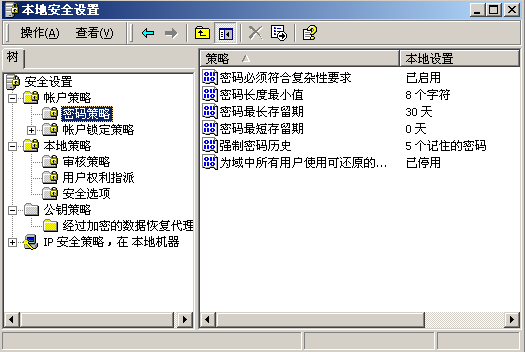 本地安全设置
操作(A) 查看(V)
树
策略 本地设置
安全设置
帐户策略
密码策略
帐户锁定策略
本地策略
审核策略
用户权利指派
安全选项
公钥策略
经过加密的数据恢复代理
IP 安全策略，在 本地机器
密码必须符合复杂性要求 已启用
密码长度最小值 8 个字符
密码最长存留期 30 天
密码最短存留期 0 天
强制密码历史 5 个记住的密码
为域中所有用户使用可还原的... 已停用